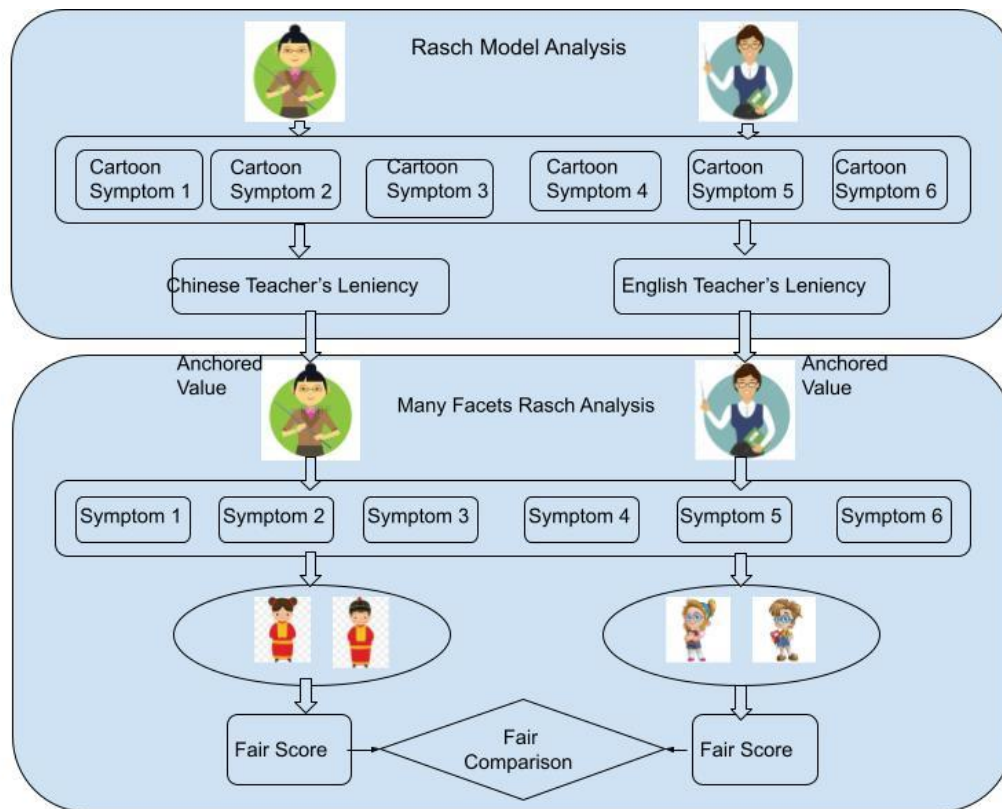 Rasch Model Analysis
Cartoon
Symptom 1
Cartoon
Symptom 2
Cartoon
Symptom 3
Cartoon
Symptom 4
Cartoon
Symptom 5
Cartoon
Symptom 6
Chinese Teacher's Leniency
English Teacher's Leniency
Anchored
Value
Anchored
Value
Many Facets Rasch Analysis
Symptom 1
Symptom 2
Symptom 3
Symptom 4
Symptom 5
Symptom 6
Fair Score
Fair
Comparison
Fair Score